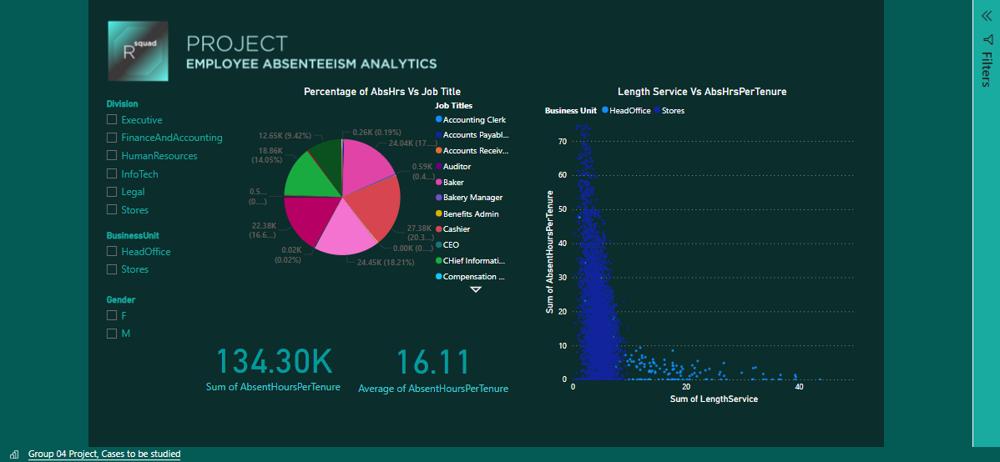 R squad
PROJECT
EMPLOYEE ABSENTEEISM ANALYTICS
Division
Executive
FinanceAndAccounting
HumanResources
InfoTech
Legal
Stores
BusinessUnit
HeadOffice
Stores
Gender
F
M
Percentage of AbsHrs Vs Job Title
0.26K (0.19%)
24.04K (17....
0.59K
(0.4...)
27.38K
(20.3...)
0.00K (0....)
24.45K (18.21%)
0.02K
(0.02%)
22.38K
(16.6...)
0.5...
(0....)
18.86K
(14.05%)
12.65K (9.42%)
Job Titles
Accounting Clerk
Accounts Payabl...
Accounts Receiv...
Auditor
Baker
Bakery Manager
Benefits Admin
Cashier
CEO
CHief Informati...
Compensation ...
134.30K
Sum of AbsentHoursPerTenure
16.11
Average of AbsentHoursPerTenure
Length Service Vs AbsHrsPerTenure
Business Unit HeadOffice Stores
Sum of AbsentHoursPerTenure
70
60
50
40
30
20
10
0
0 20 40
Sum of LengthService
Filters
Group 04 Project, Cases to be studied